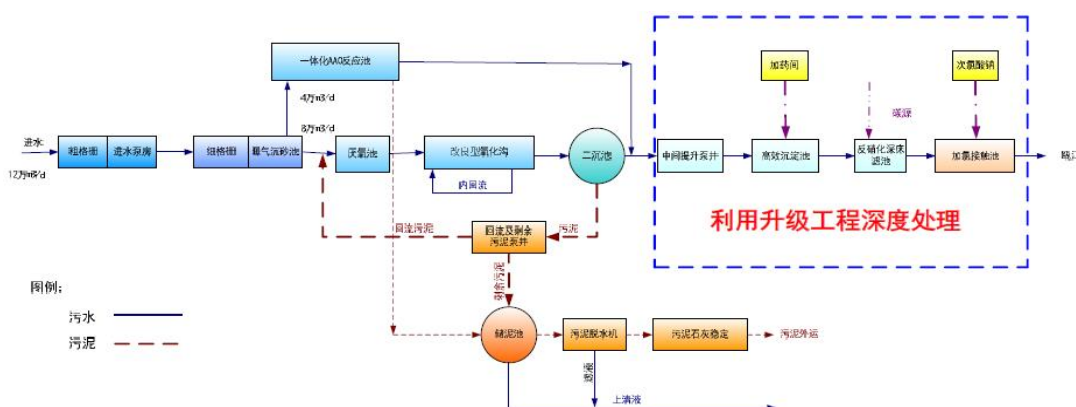 一体化AAO反应池
加药间
次氯酸钠
4万m3/d
碳源
进水
8万m3/d
粗格栅
进水泵房
细格栅
曝气沉砂池
厌氧池
改良型氧化沟
二沉池
中间提升泵井
高效沉淀池
反硝化深床
滤池
加氯接触池
12万m3/d
内回流
利用升级工程深度处理
回流污泥
回流及剩余
污泥泵井
污泥
剩余污泥
图例：
污水
污泥
储泥池
污泥脱水机
污泥石灰稳定
污泥外运
滤液
上清液